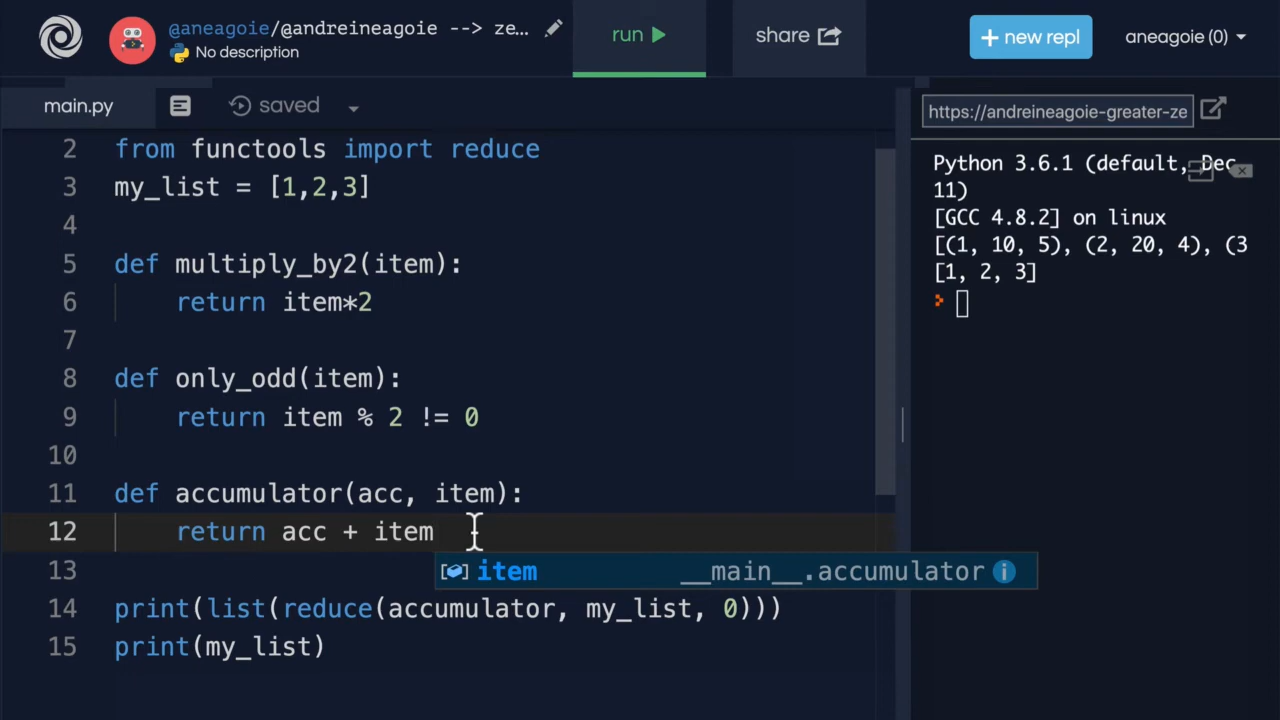 @aneagoie/@andreineagoie --> ze...
No description
run
share
+ new repl
aneagoie (0)
main.py
saved
https://andreineagoie-greater-ze
2 from functools import reduce
3 my_list = [1,2,3]
4
5 def multiply_by2(item):
6 return item*2
7
8 def only_odd(item):
9 return item % 2 != 0
10
11 def accumulator(acc, item):
12 return acc + item
item __main__.accumulator
13
14 print(list(reduce(accumulator, my_list, 0)))
15 print(my_list)
Python 3.6.1 (default, Dec
11)
[GCC 4.8.2] on linux
[(1, 10, 5), (2, 20, 4), (3
[1, 2, 3]